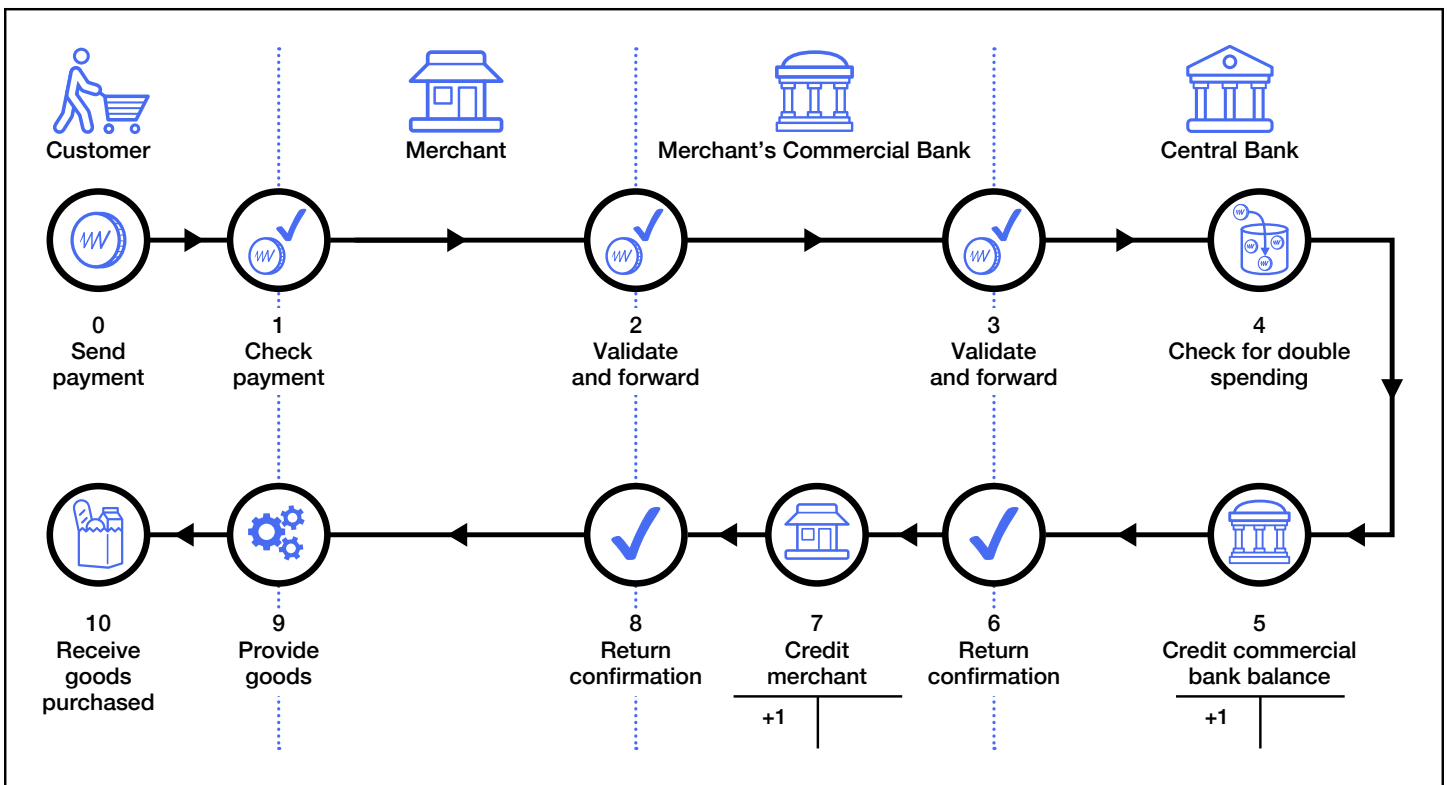 Customer
Merchant
Merchant's Commercial Bank
Central Bank
0
Send
payment
1
Check
payment
2
Validate
and forward
3
Validate
and forward
4
Check for double
spending
10
Receive
goods
purchased
9
Provide
goods
8
Return
confirmation
7
Credit
merchant
+1
6
Return
confirmation
5
Credit commercial
bank balance
+1